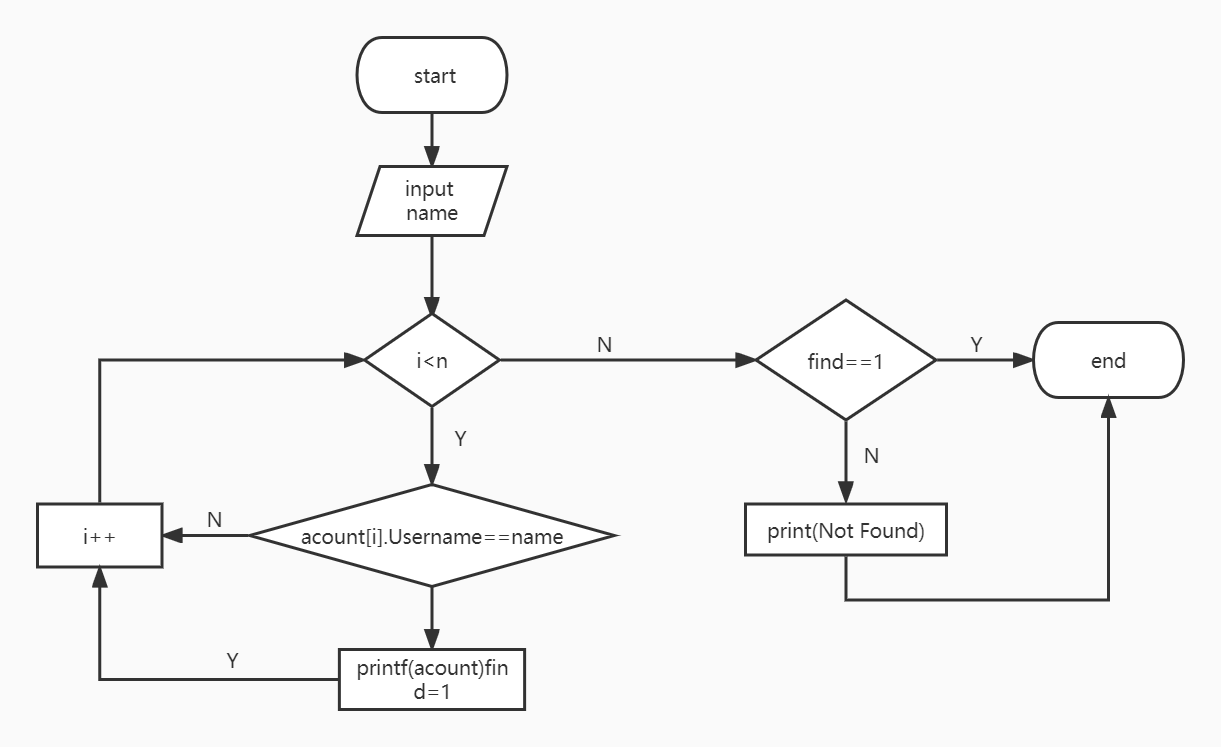 start
input
name
i<n
N
find==1
Y
end
Y
N
i++
N
acount[i].Username==name
print(Not Found)
Y
printf(acount)fin
d=1